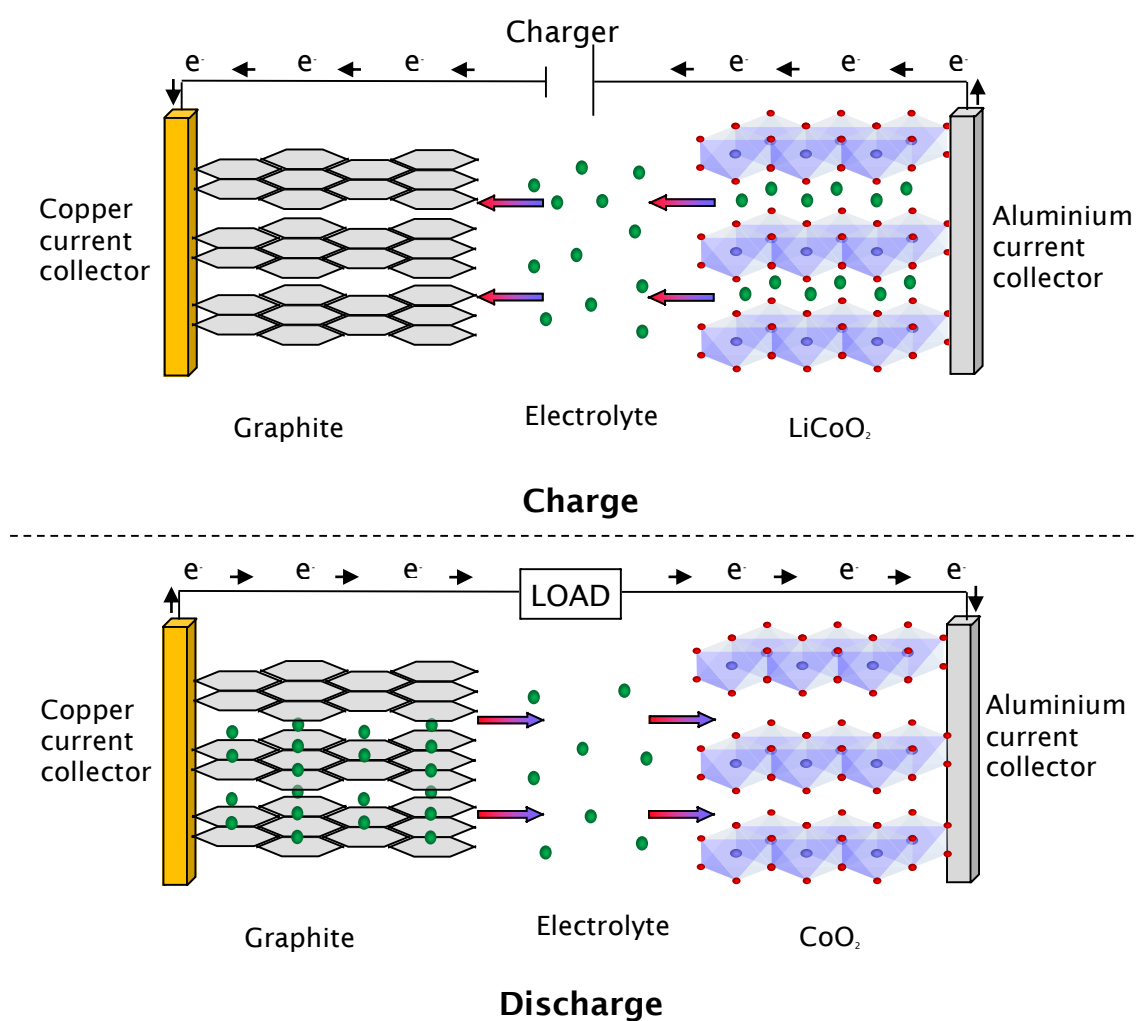 Charger
e- e- e- e- e- e-
Copper
current
collector
Aluminium
current
collector
Graphite
Electrolyte
LiCoO₂
Charge
e- e- e- e- e- e-
LOAD
Copper
current
collector
Aluminium
current
collector
Graphite
Electrolyte
CoO₂
Discharge